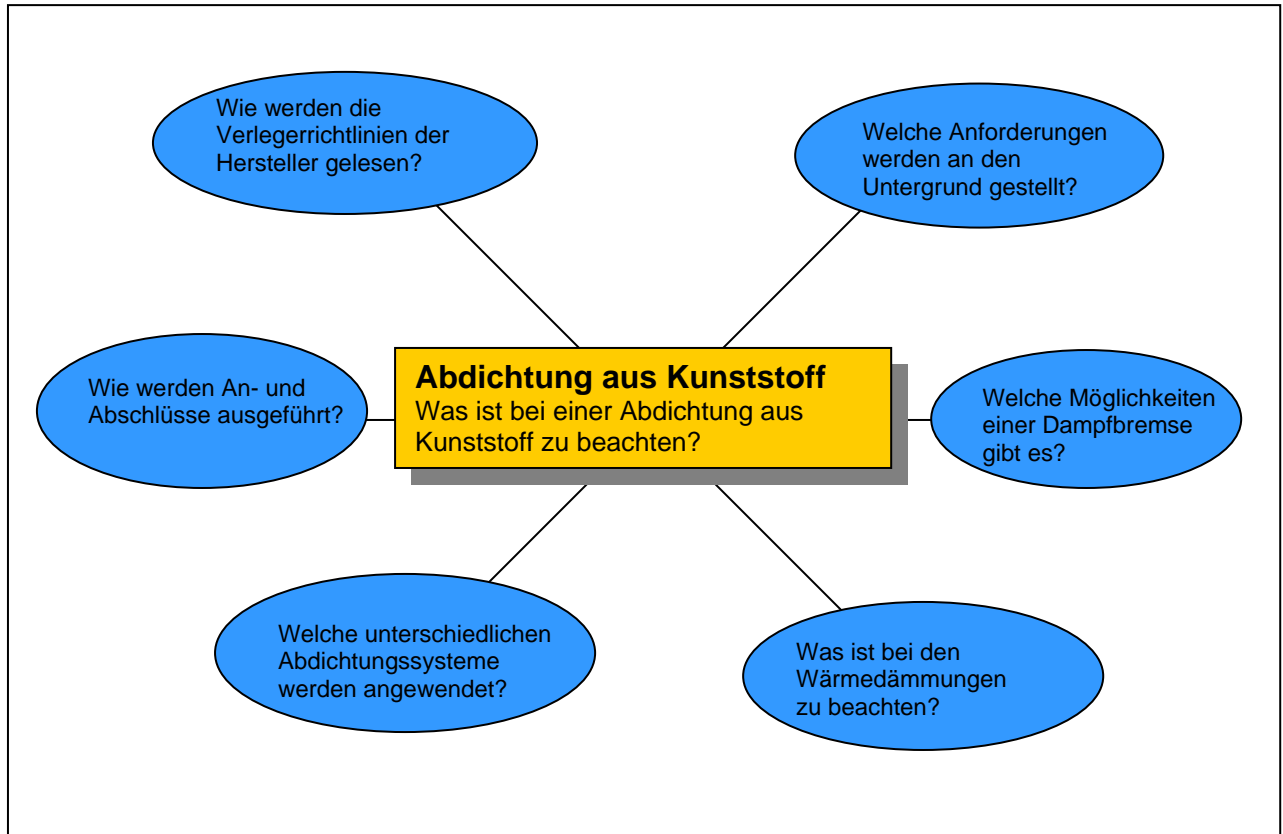 Wie werden die
Verlegerrichtlinien der
Hersteller gelesen?
Welche Anforderungen
werden an den
Untergrund gestellt?
Wie werden An- und
Abschlüsse ausgeführt?
Abdichtung aus Kunststoff
Was ist bei einer Abdichtung aus
Kunststoff zu beachten?
Welche Möglichkeiten
einer Dampfbremse
gibt es?
Welche unterschiedlichen
Abdichtungssysteme
werden angewendet?
Was ist bei den
Wärmedämmungen
zu beachten?